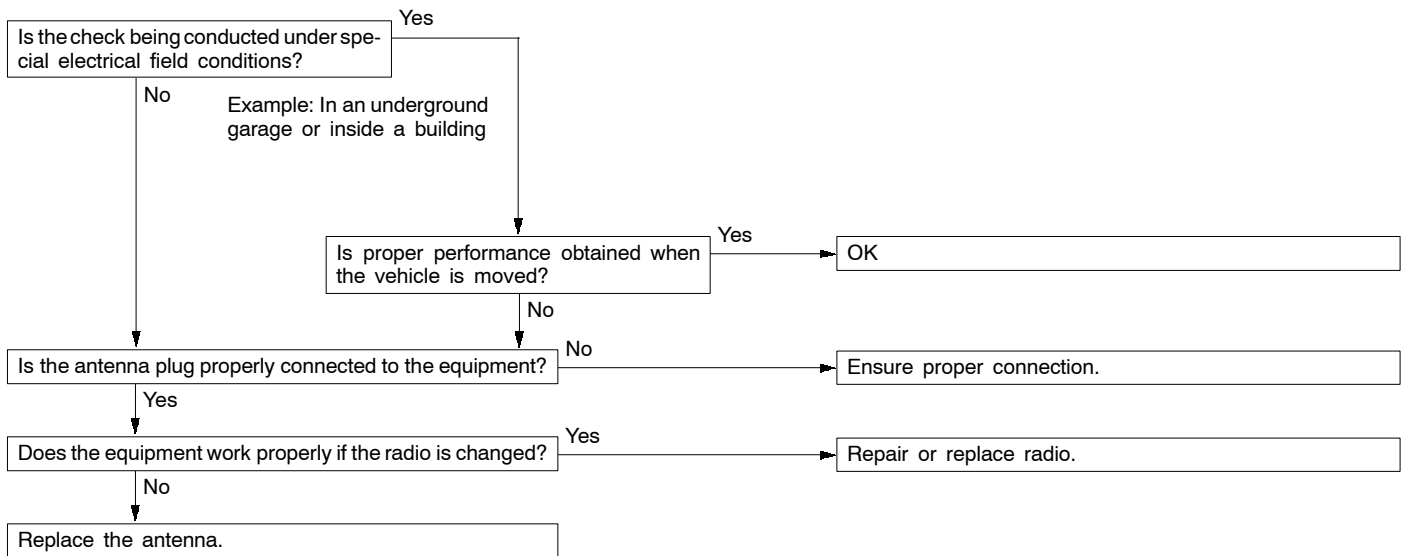 Yes
Is the check being conducted under spe-
cial electrical field conditions?
No
Example: In an underground
garage or inside a building
Yes
Is proper performance obtained when
the vehicle is moved?
OK
No
Is the antenna plug properly connected to the equipment?
No
Ensure proper connection.
Yes
Does the equipment work properly if the radio is changed?
Yes
Repair or replace radio.
No
Replace the antenna.